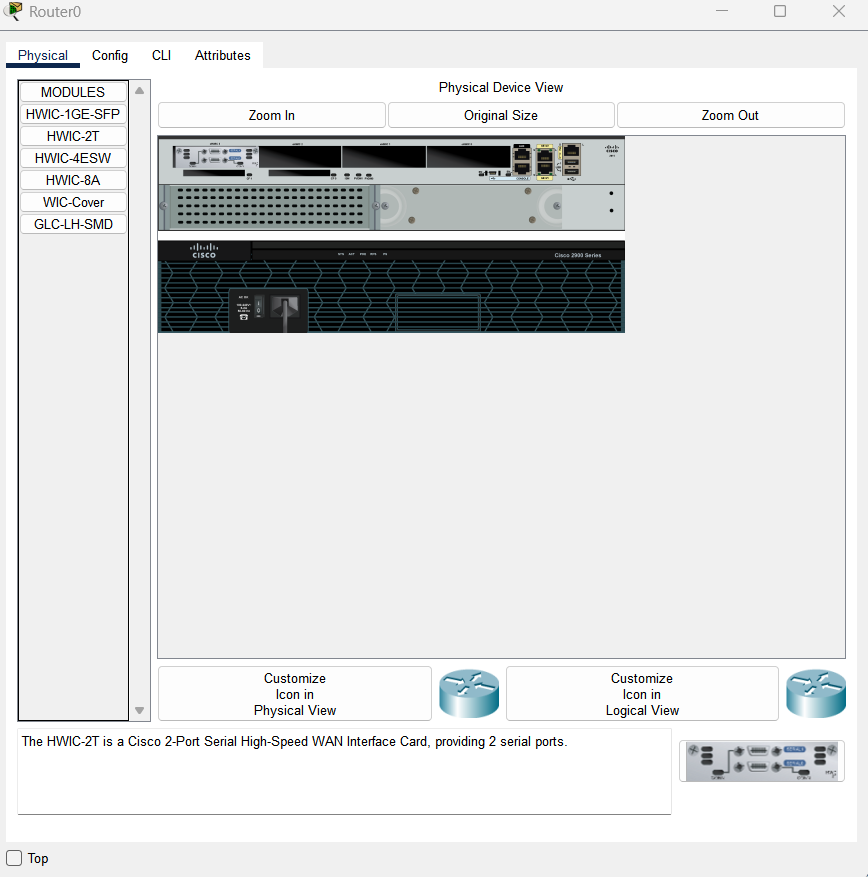 Router0
Physical Config CLI Attributes
MODULES
HWIC-1GE-SFP
HWIC-2T
HWIC-4ESW
HWIC-8A
WIC-Cover
GLC-LH-SMD
Physical Device View
Zoom In Original Size Zoom Out
CISCO
Cisco 2900 Series
Customize
Icon in
Physical View
Customize
Icon in
Logical View
The HWIC-2T is a Cisco 2-Port Serial High-Speed WAN Interface Card, providing 2 serial ports.
Top